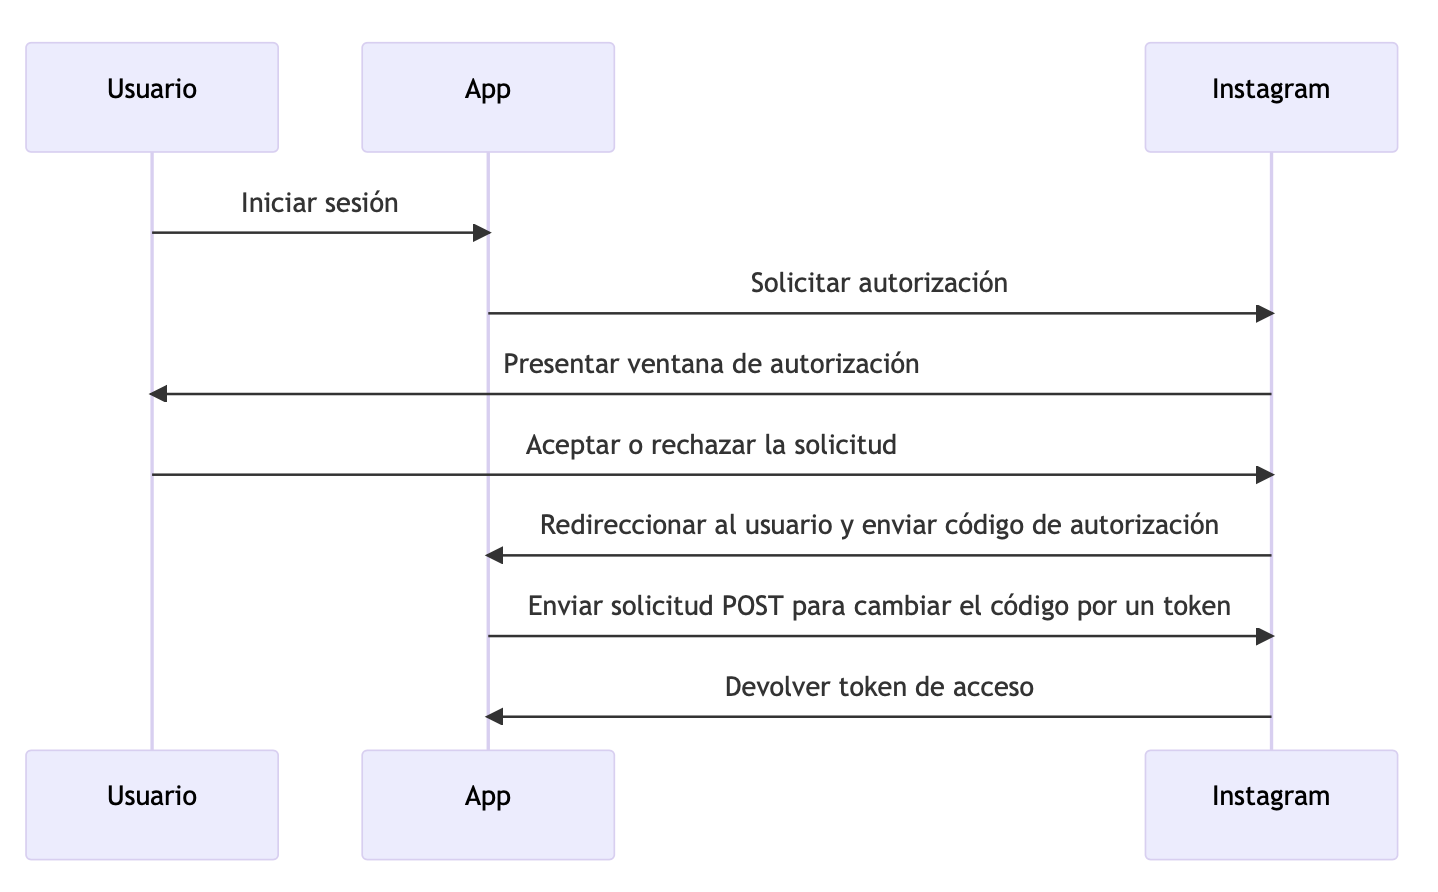 Usuario
App
Instagram
Iniciar sesión
Solicitar autorización
Presentar ventana de autorización
Aceptar o rechazar la solicitud
Redireccionar al usuario y enviar código de autorización
Enviar solicitud POST para cambiar el código por un token
Devolver token de acceso
Usuario
App
Instagram